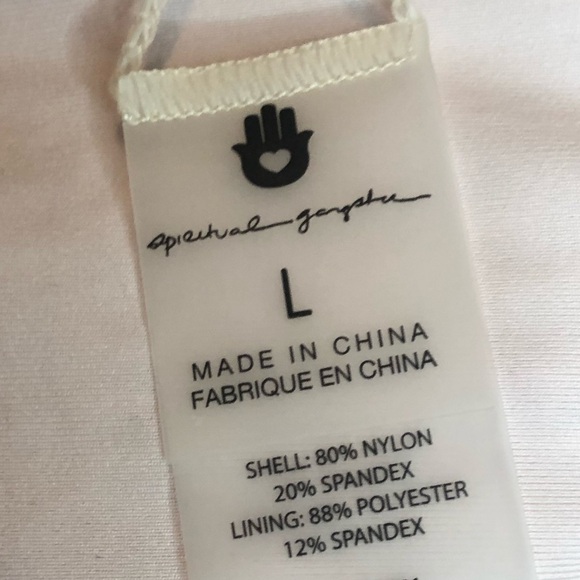 spiritual gangster
L
MADE IN CHINA
FABRIQUE EN CHINA
SHELL: 80% NYLON
20% SPANDEX
LINING: 88% POLYESTER
12% SPANDEX